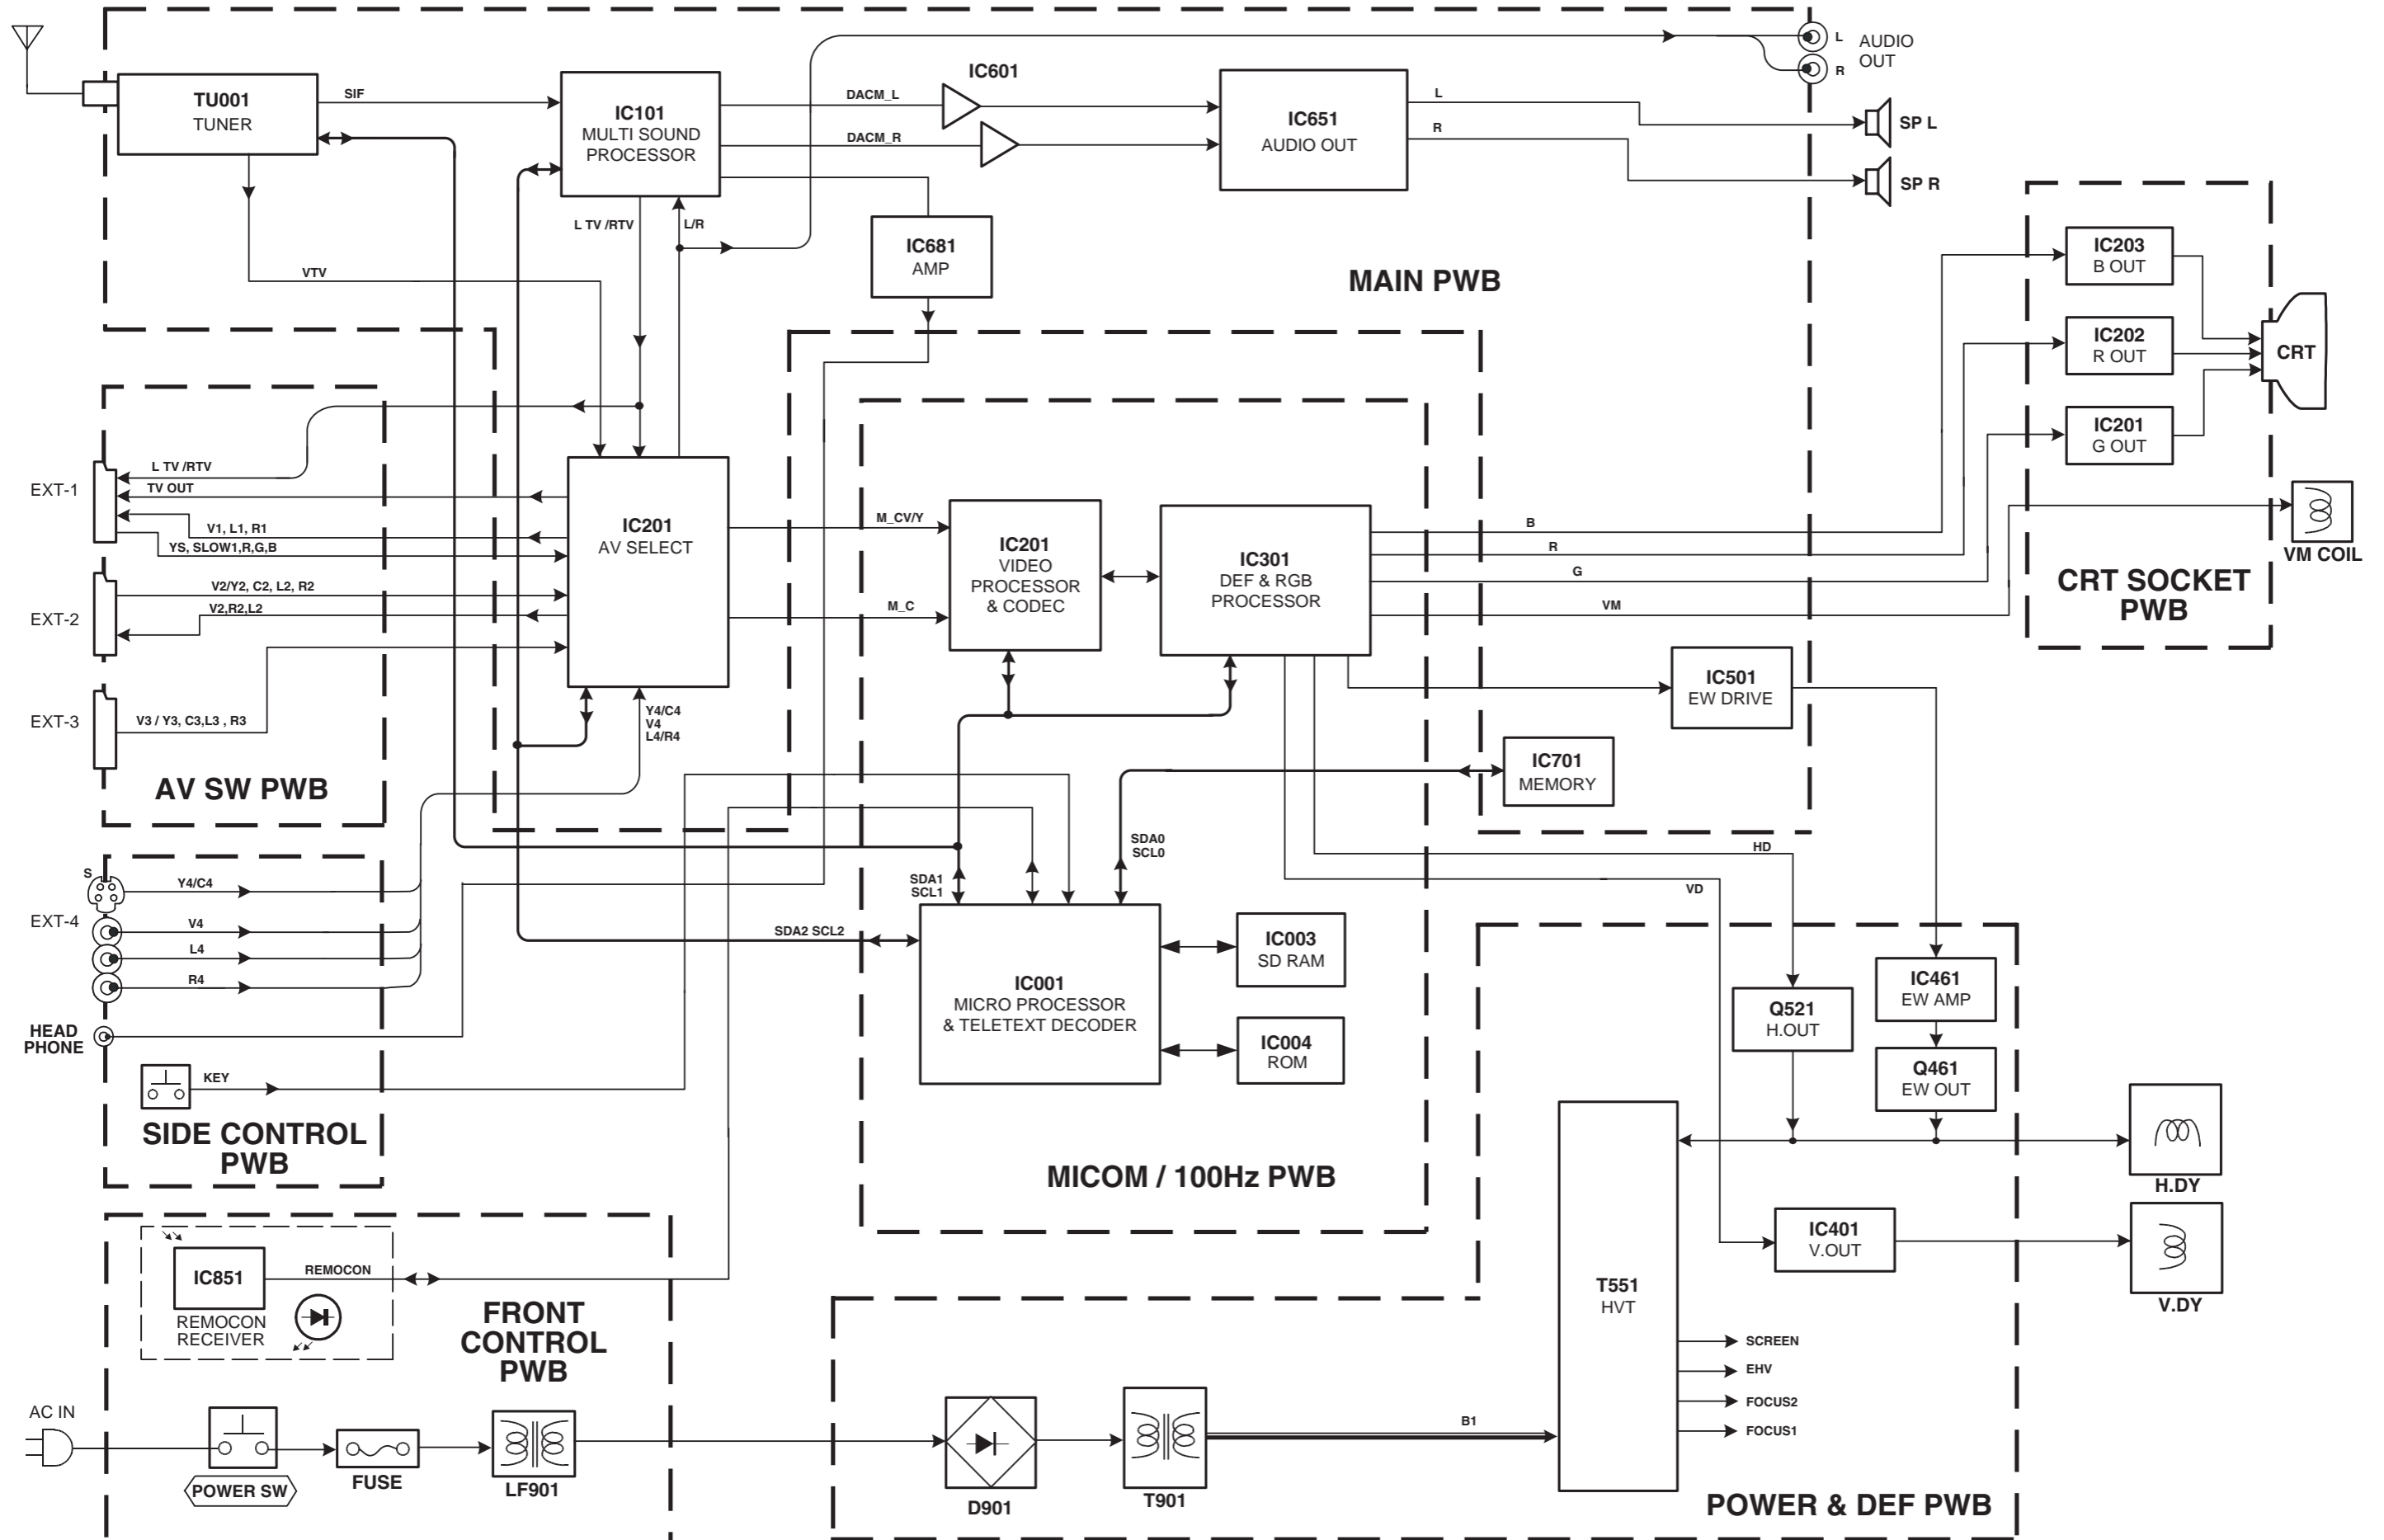 L
AUDIO
OUT
R
TU001
TUNER
SIF
IC101
MULTI SOUND
PROCESSOR
DACM_L
DACM_R
IC601
IC651
AUDIO OUT
L
R
SP L
SP R
L TV /RTV
L/R
IC681
AMP
MAIN PWB
VTV
IC203
B OUT
IC202
R OUT
IC201
G OUT
CRT
CRT SOCKET
PWB
VM COIL
EXT-1
L TV /RTV
TV OUT
V1, L1, R1
YS, SLOW1,R,G,B
EXT-2
V2/Y2, C2, L2, R2
V2,R2,L2
EXT-3
V3 / Y3, C3,L3 , R3
AV SW PWB
IC201
AV SELECT
Y4/C4
V4
L4/R4
M_CV/Y
M_C
IC201
VIDEO
PROCESSOR
& CODEC
IC301
DEF & RGB
PROCESSOR
B
R
G
VM
IC501
EW DRIVE
IC701
MEMORY
SDA0
SCL0
HD
VD
SDA1
SCL1
SDA2 SCL2
IC001
MICRO PROCESSOR
& TELETEXT DECODER
IC003
SD RAM
IC004
ROM
MICOM / 100Hz PWB
S
Y4/C4
EXT-4
V4
L4
R4
HEAD
PHONE
KEY
SIDE CONTROL
PWB
IC851
REMOCON
REMOCON
RECEIVER
FRONT
CONTROL
PWB
AC IN
POWER SW
FUSE
LF901
D901
T901
B1
Q521
H.OUT
IC461
EW AMP
Q461
EW OUT
H.DY
IC401
V.OUT
V.DY
T551
HVT
SCREEN
EHV
FOCUS2
FOCUS1
POWER & DEF PWB